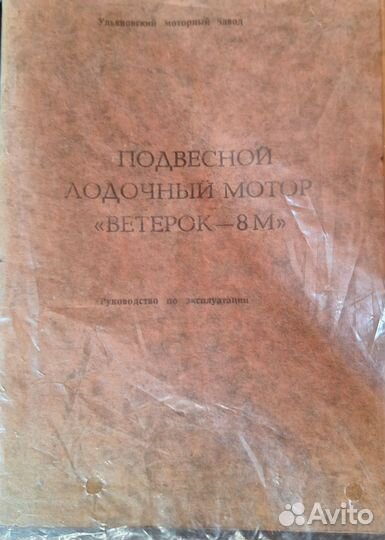 Ульяновский моторный завод
ПОДВЕСНОЙ
ЛОДОЧНЫЙ МОТОР
«ВЕТЕРОК—8М»
Руководство по эксплуатации
Avito